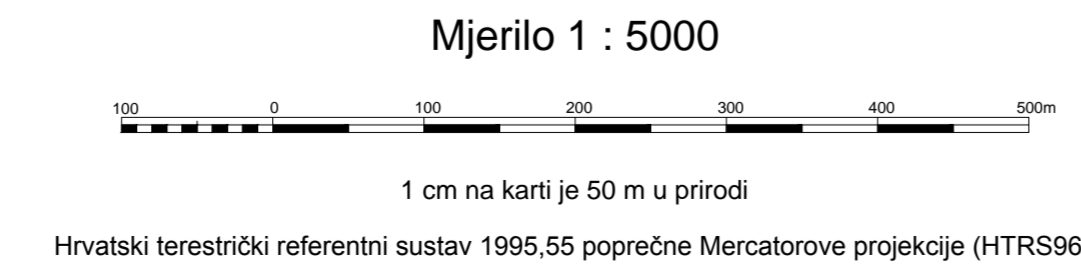 Mjerilo 1 : 5000
100 0 100 200 300 400 500m
1 cm na karti je 50 m u prirodi
Hrvatski terestrički referentni sustav 1995,55 poprečne Mercatorove projekcije (HTRS96